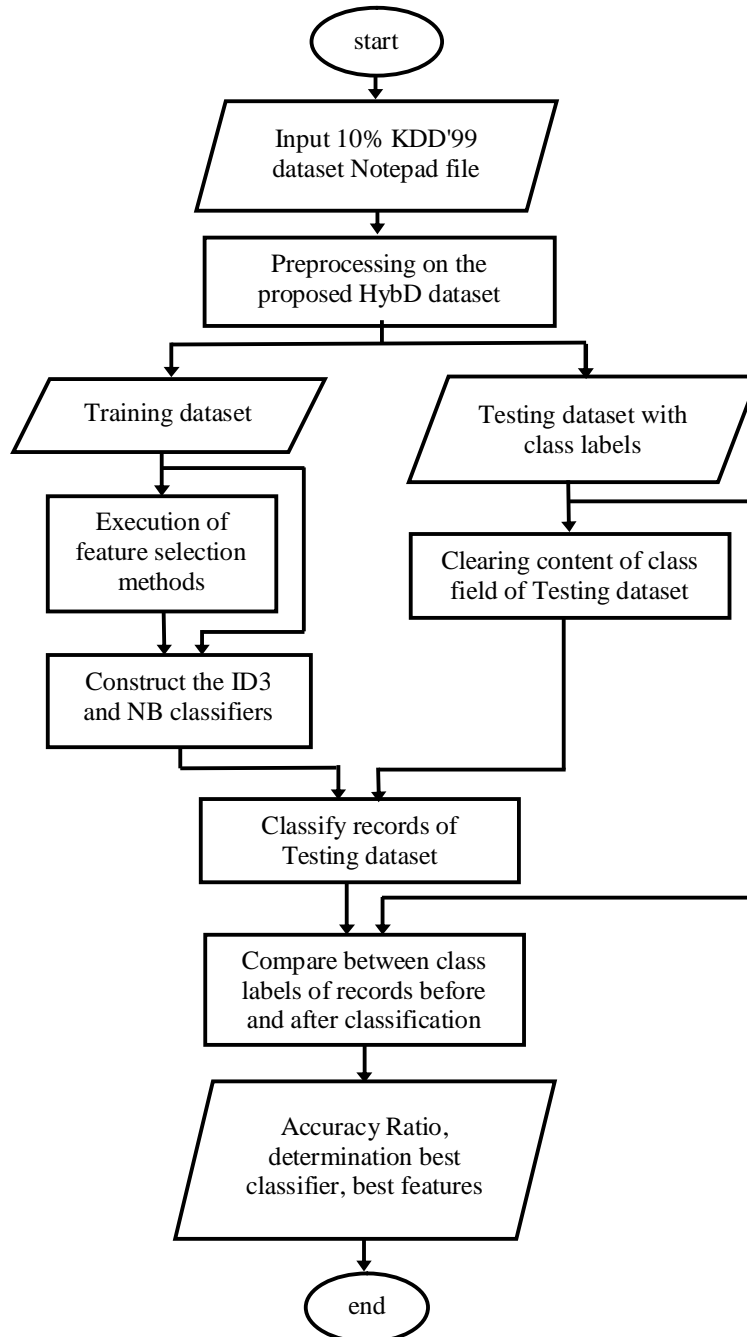 start
Input 10% KDD'99
dataset Notepad file
Preprocessing on the
proposed HybD dataset
Training dataset
Testing dataset with
class labels
Execution of
feature selection
methods
Clearing content of class
field of Testing dataset
Construct the ID3
and NB classifiers
Classify records of
Testing dataset
Compare between class
labels of records before
and after classification
Accuracy Ratio,
determination best
classifier, best features
end